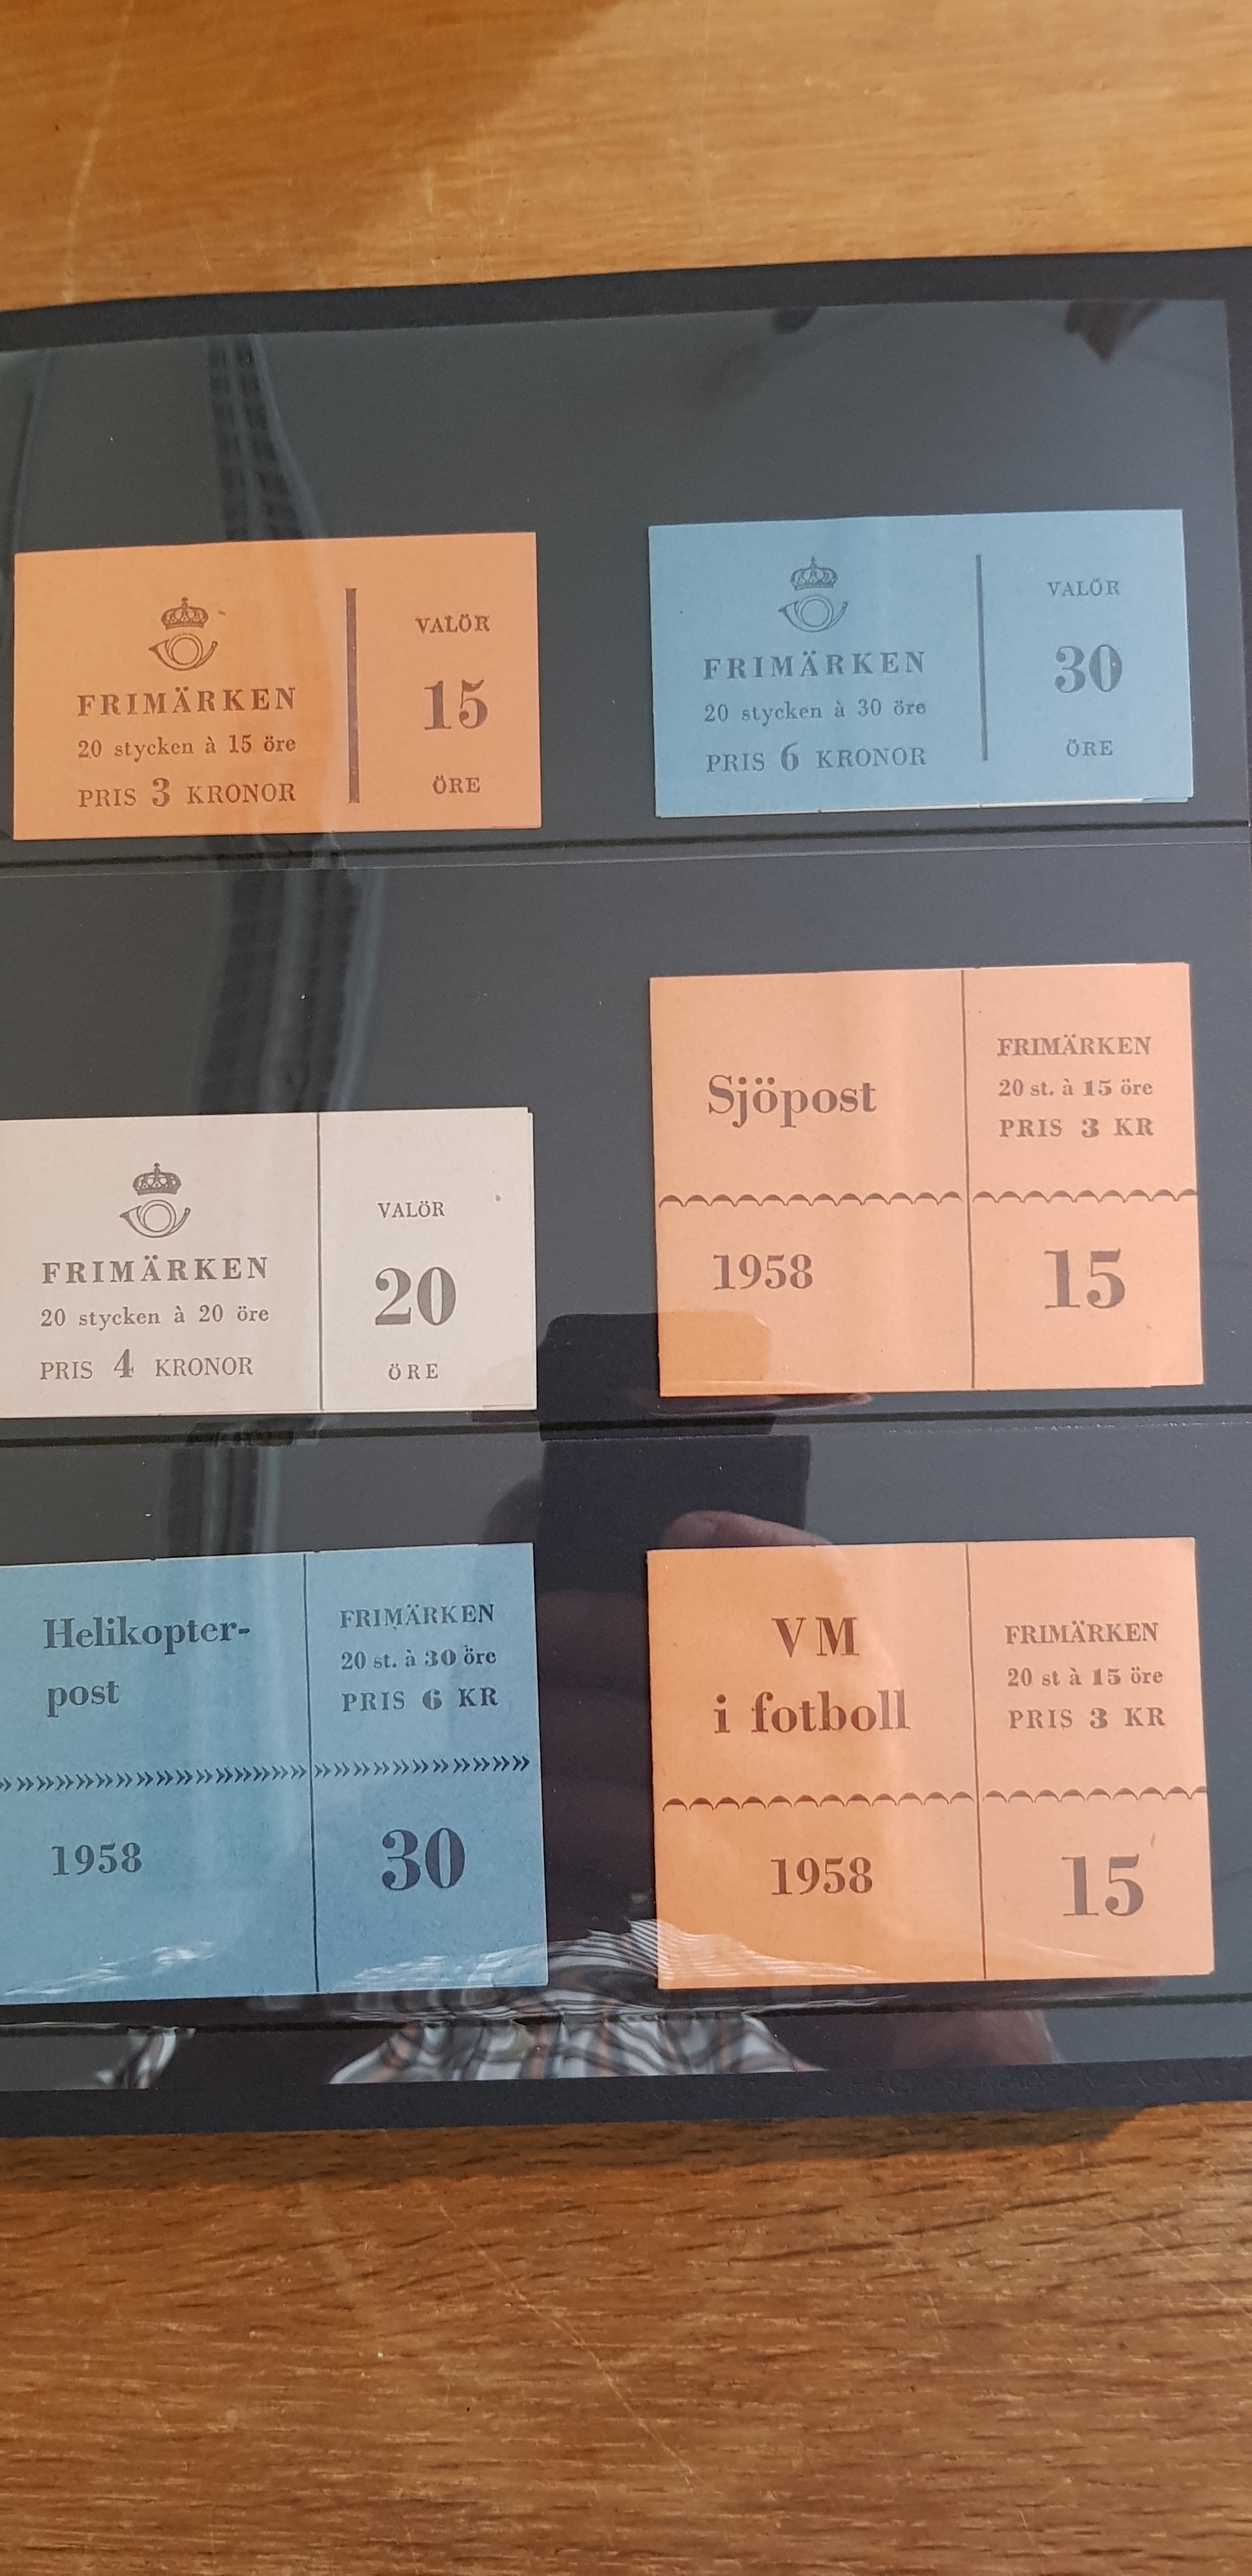 FRIMÄRKEN
20 stycken à 15 öre
PRIS 3 KRONOR
VALÖR
15
ÖRE
FRIMÄRKEN
20 stycken à 30 öre
PRIS 6 KRONOR
VALÖR
30
ÖRE
FRIMÄRKEN
20 stycken à 20 öre
PRIS 4 KRONOR
VALÖR
20
ÖRE
Sjöpost
1958
FRIMÄRKEN
20 st. à 15 öre
PRIS 3 KR
15
Helikopter-
post
1958
FRIMÄRKEN
20 st. à 30 öre
PRIS 6 KR
30
VM
i fotboll
1958
FRIMÄRKEN
20 st à 15 öre
PRIS 3 KR
15